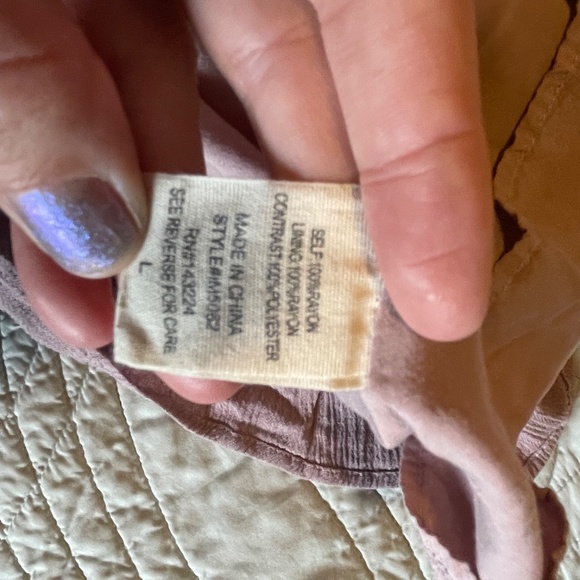 SELF:100%RAYON
LINING:100%RAYON
CONTRAST:100%POLYESTER
MADE IN CHINA
STYLE#:IM5082
RN#143224
SEE REVERSE FOR CARE
L